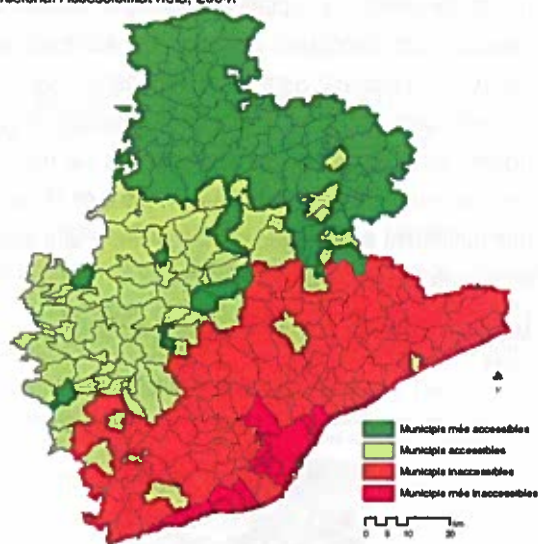 Municipis més accessibles
Municipis accessibles
Municipis inaccessibles
Municipis més inaccessibles
0 5 10 20 km